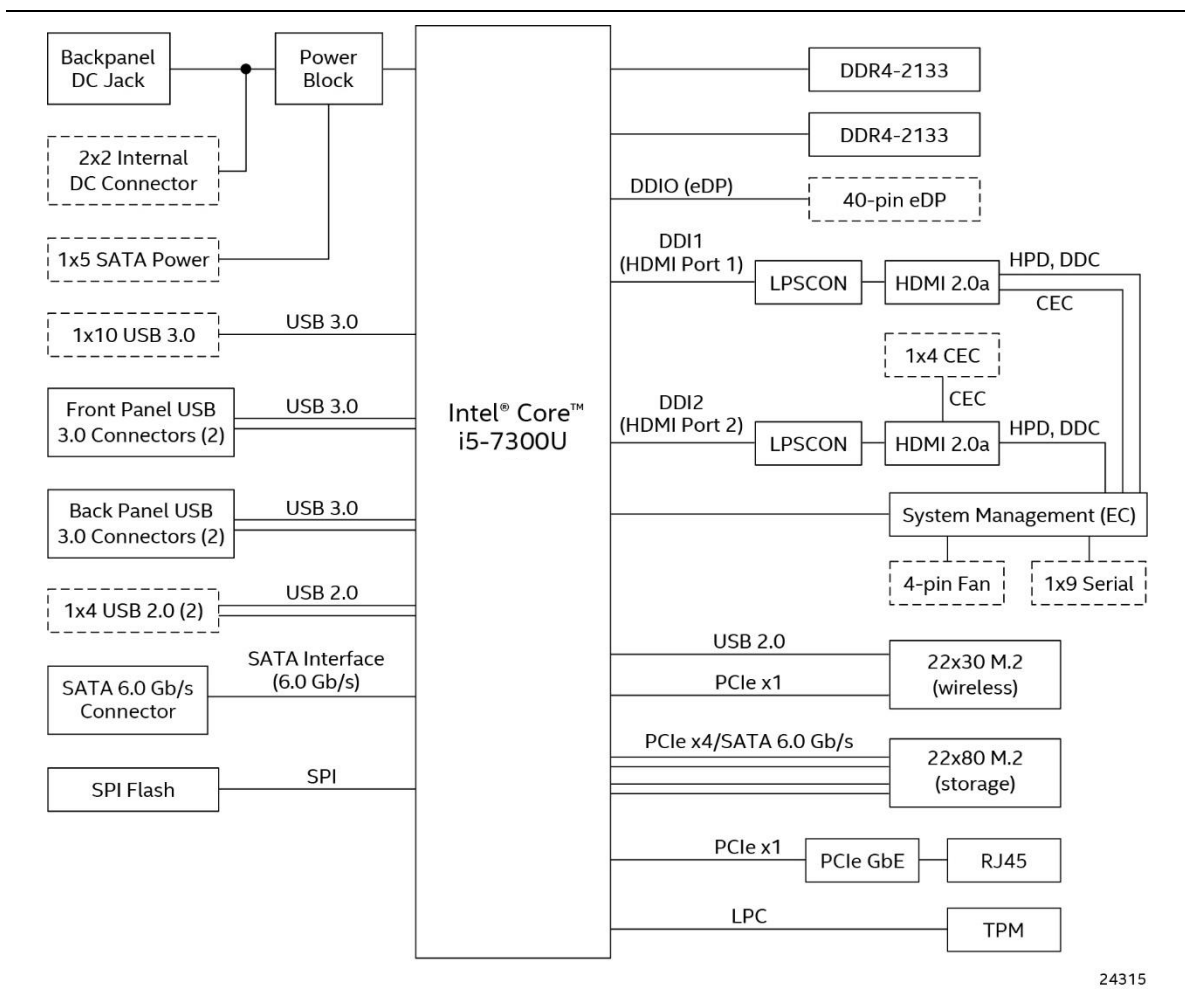 Backpanel
DC Jack
Power
Block
2x2 Internal
DC Connector
1x5 SATA Power
1x10 USB 3.0
USB 3.0
Front Panel USB
3.0 Connectors (2)
USB 3.0
Back Panel USB
3.0 Connectors (2)
USB 3.0
1x4 USB 2.0 (2)
USB 2.0
SATA 6.0 Gb/s
Connector
SATA Interface
(6.0 Gb/s)
SPI Flash
SPI
Intel® Core™
i5-7300U
DDR4-2133
DDR4-2133
DDIO (eDP)
40-pin eDP
DDI1
(HDMI Port 1)
LPSCON
HDMI 2.0a
HPD, DDC
CEC
1x4 CEC
CEC
DDI2
(HDMI Port 2)
LPSCON
HDMI 2.0a
HPD, DDC
System Management (EC)
4-pin Fan
1x9 Serial
USB 2.0
PCIe x1
22x30 M.2
(wireless)
PCIe x4/SATA 6.0 Gb/s
22x80 M.2
(storage)
PCIe x1
PCIe GbE
RJ45
LPC
TPM
24315